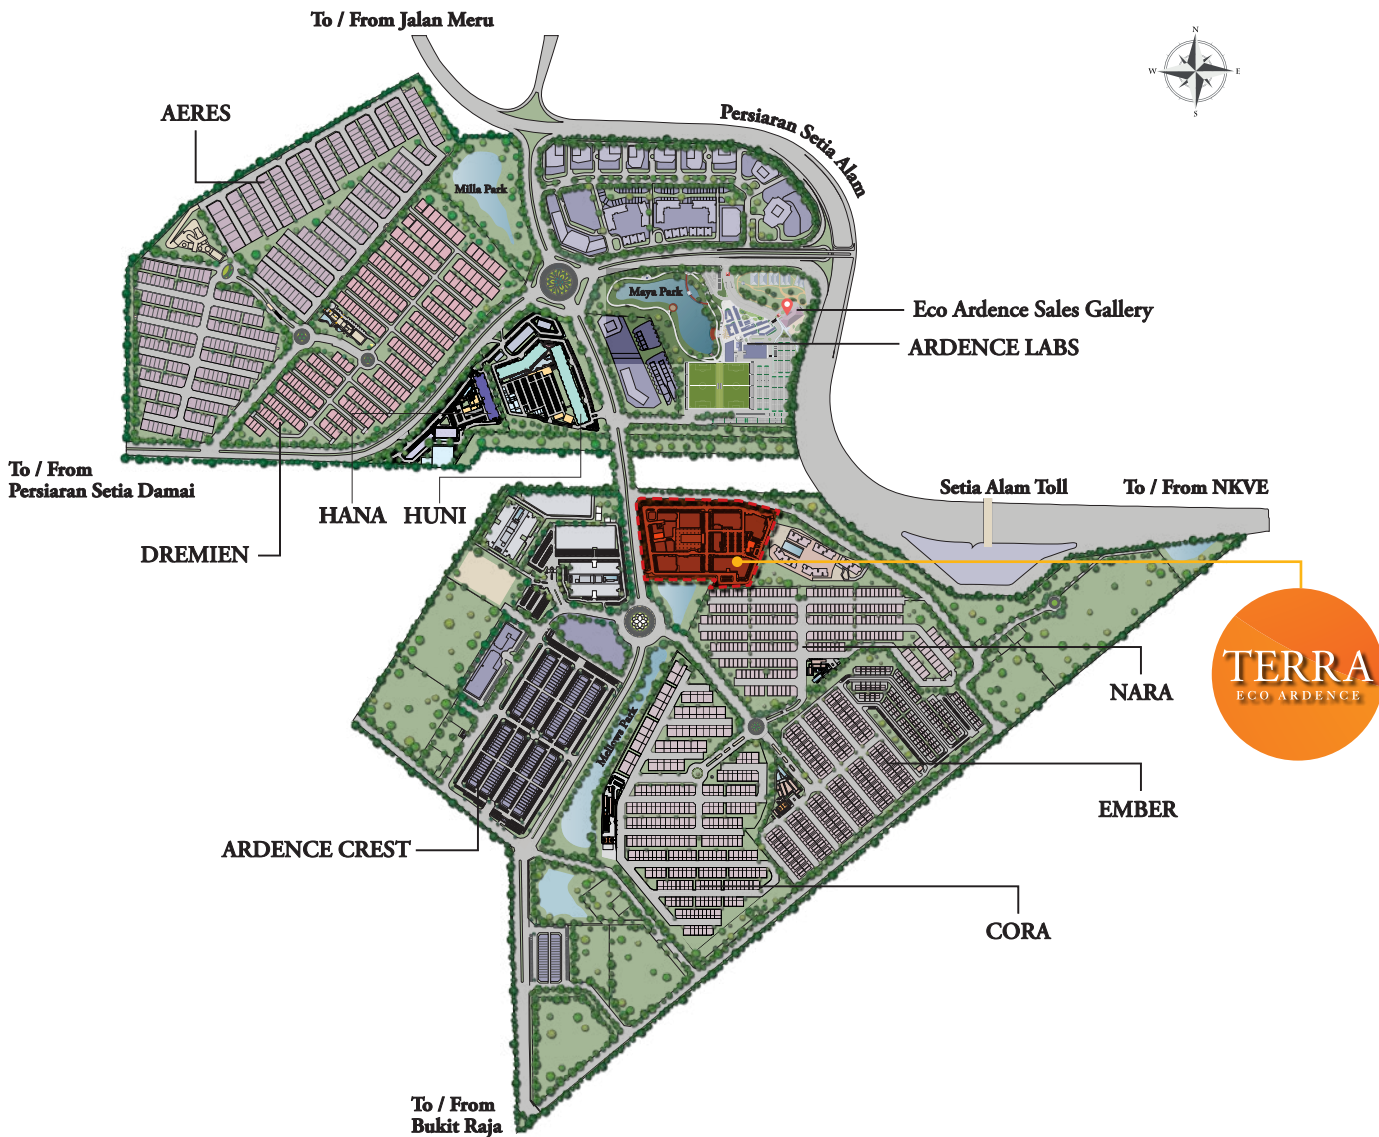 To / From Jalan Meru
N
W
E
S
AERES
Persiaran Setia Alam
Milla Park
Maya Park
Eco Ardence Sales Gallery
ARDENCE LABS
To / From
Persiaran Setia Damai
Setia Alam Toll
To / From NKVE
HANA
HUNI
DREMIEN
TERRA
ECO ARDENCE
NARA
Mellowa Park
EMBER
ARDENCE CREST
CORA
To / From
Bukit Raja